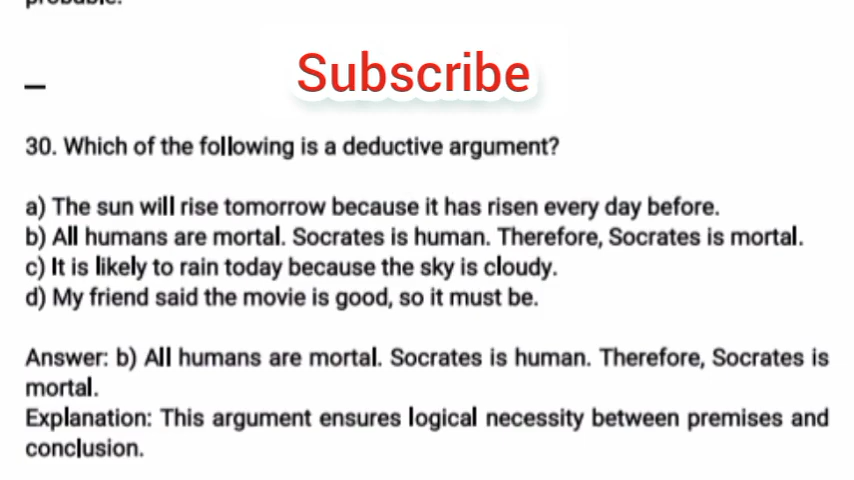 Subscribe
–
30. Which of the following is a deductive argument?
a) The sun will rise tomorrow because it has risen every day before.
b) All humans are mortal. Socrates is human. Therefore, Socrates is mortal.
c) It is likely to rain today because the sky is cloudy.
d) My friend said the movie is good, so it must be.
Answer: b) All humans are mortal. Socrates is human. Therefore, Socrates is
mortal.
Explanation: This argument ensures logical necessity between premises and
conclusion.